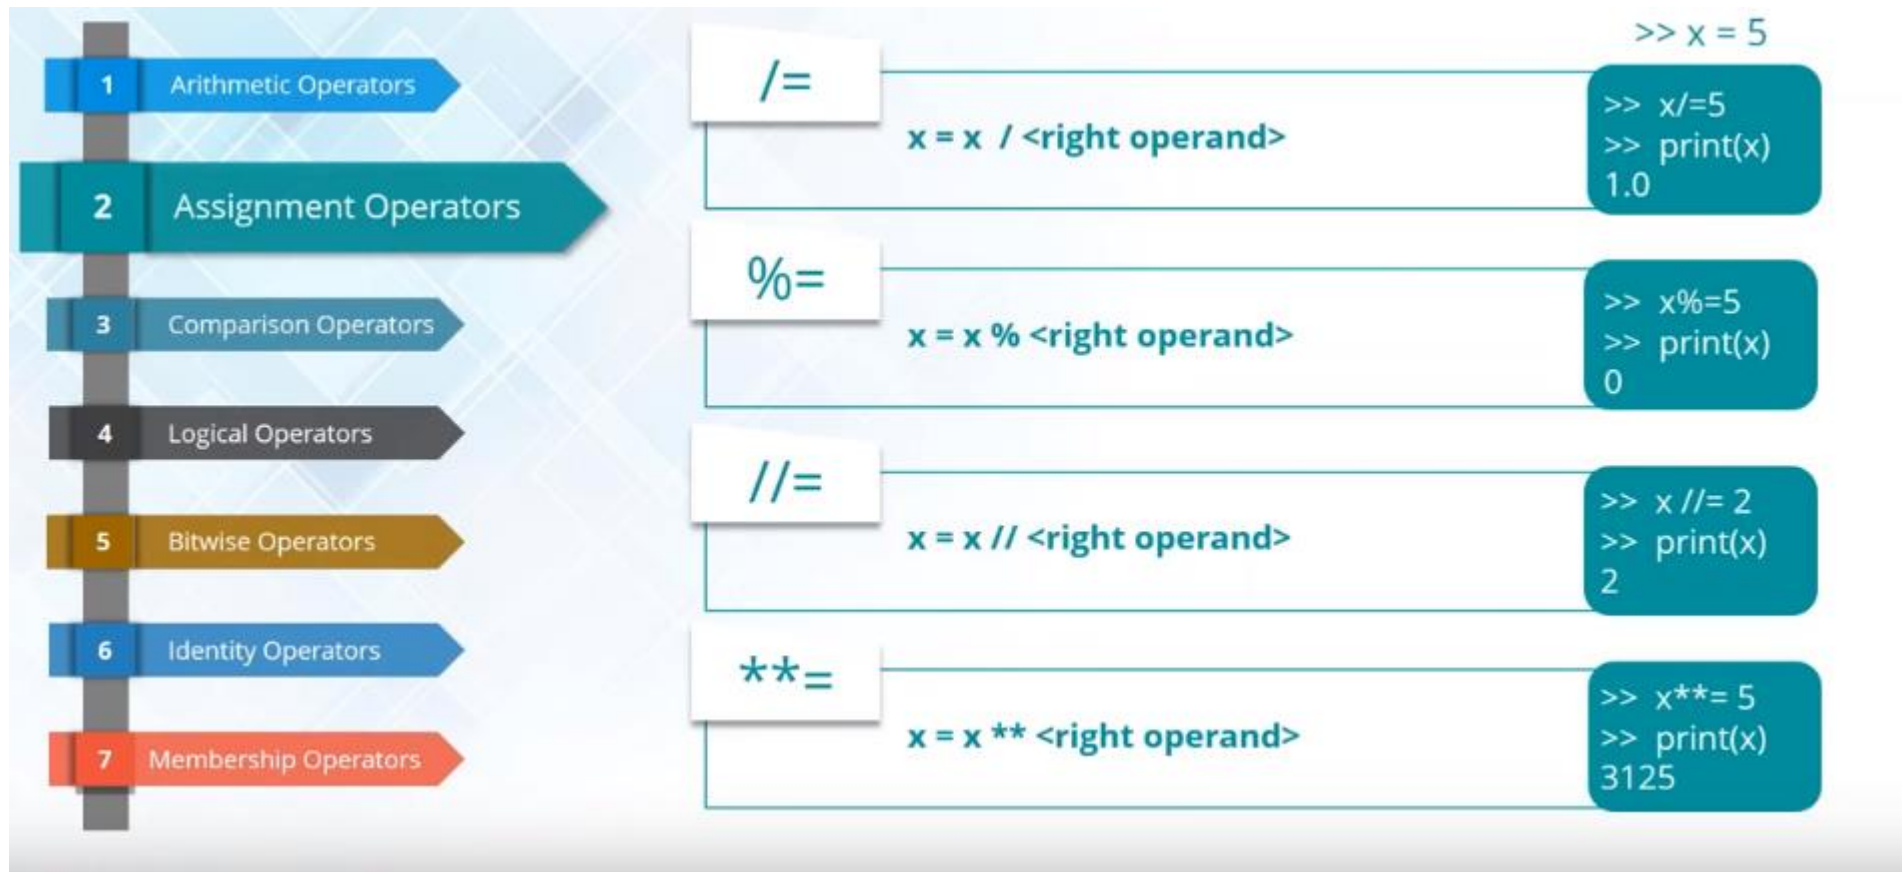 1 Arithmetic Operators
2 Assignment Operators
3 Comparison Operators
4 Logical Operators
5 Bitwise Operators
6 Identity Operators
7 Membership Operators
>> x = 5
/=
x = x / <right operand>
>> x/=5
>> print(x)
1.0
%=
x = x % <right operand>
>> x%=5
>> print(x)
0
//=
x = x // <right operand>
>> x //= 2
>> print(x)
2
**=
x = x ** <right operand>
>> x**= 5
>> print(x)
3125